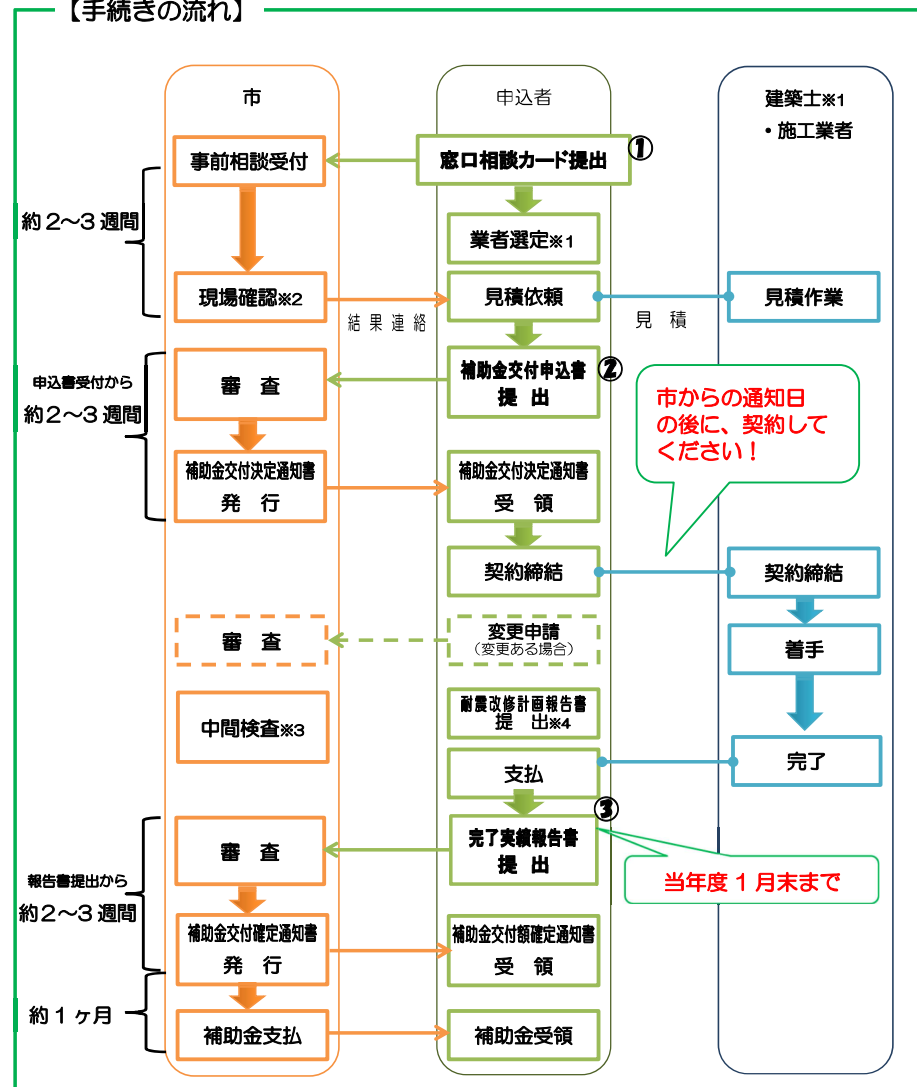 【手続きの流れ】
市
申込者
建築士※1
・施工業者
事前相談受付
窓口相談カード提出
①
約2～3週間
業者選定※1
現場確認※2
結果連絡
見積依頼
見積
見積作業
申込書受付から
約2～3週間
審査
補助金交付申込書
提出
②
市からの通知日
の後に、契約して
ください！
補助金交付決定通知書
発行
補助金交付決定通知書
受領
契約締結
契約締結
審査
変更申請
（変更ある場合）
着手
中間検査※3
耐震改修計画報告書
提出※4
支払
完了
③
報告書提出から
約2～3週間
審査
完了実績報告書
提出
当年度1月末まで
補助金交付確定通知書
発行
補助金交付額確定通知書
受領
約1ヶ月
補助金支払
補助金受領